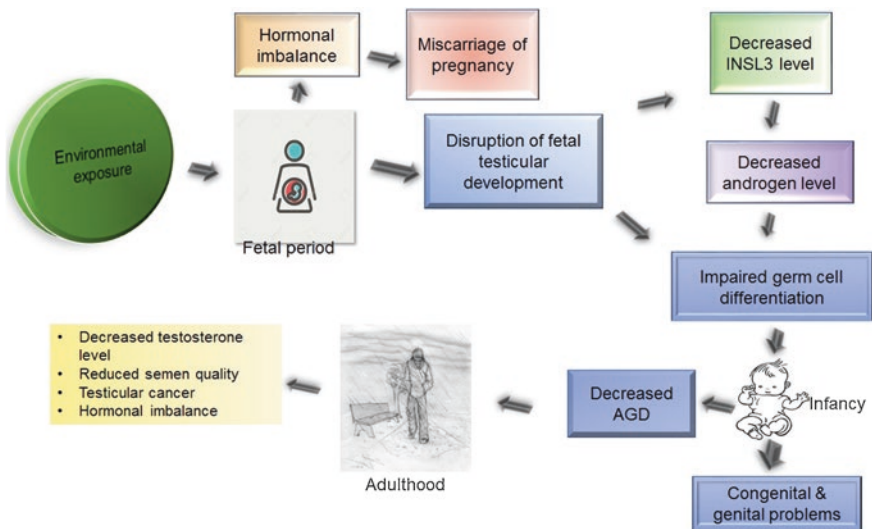 Hormonal
imbalance
Miscarriage of
pregnancy
Decreased
INSL3 level
Environmental
exposure
Disruption of fetal
testicular
development
Decreased
androgen level
Fetal period
Impaired germ cell
differentiation
• Decreased testosterone
level
• Reduced semen quality
• Testicular cancer
• Hormonal imbalance
Decreased
AGD
Infancy
Adulthood
Congenital &
genital problems